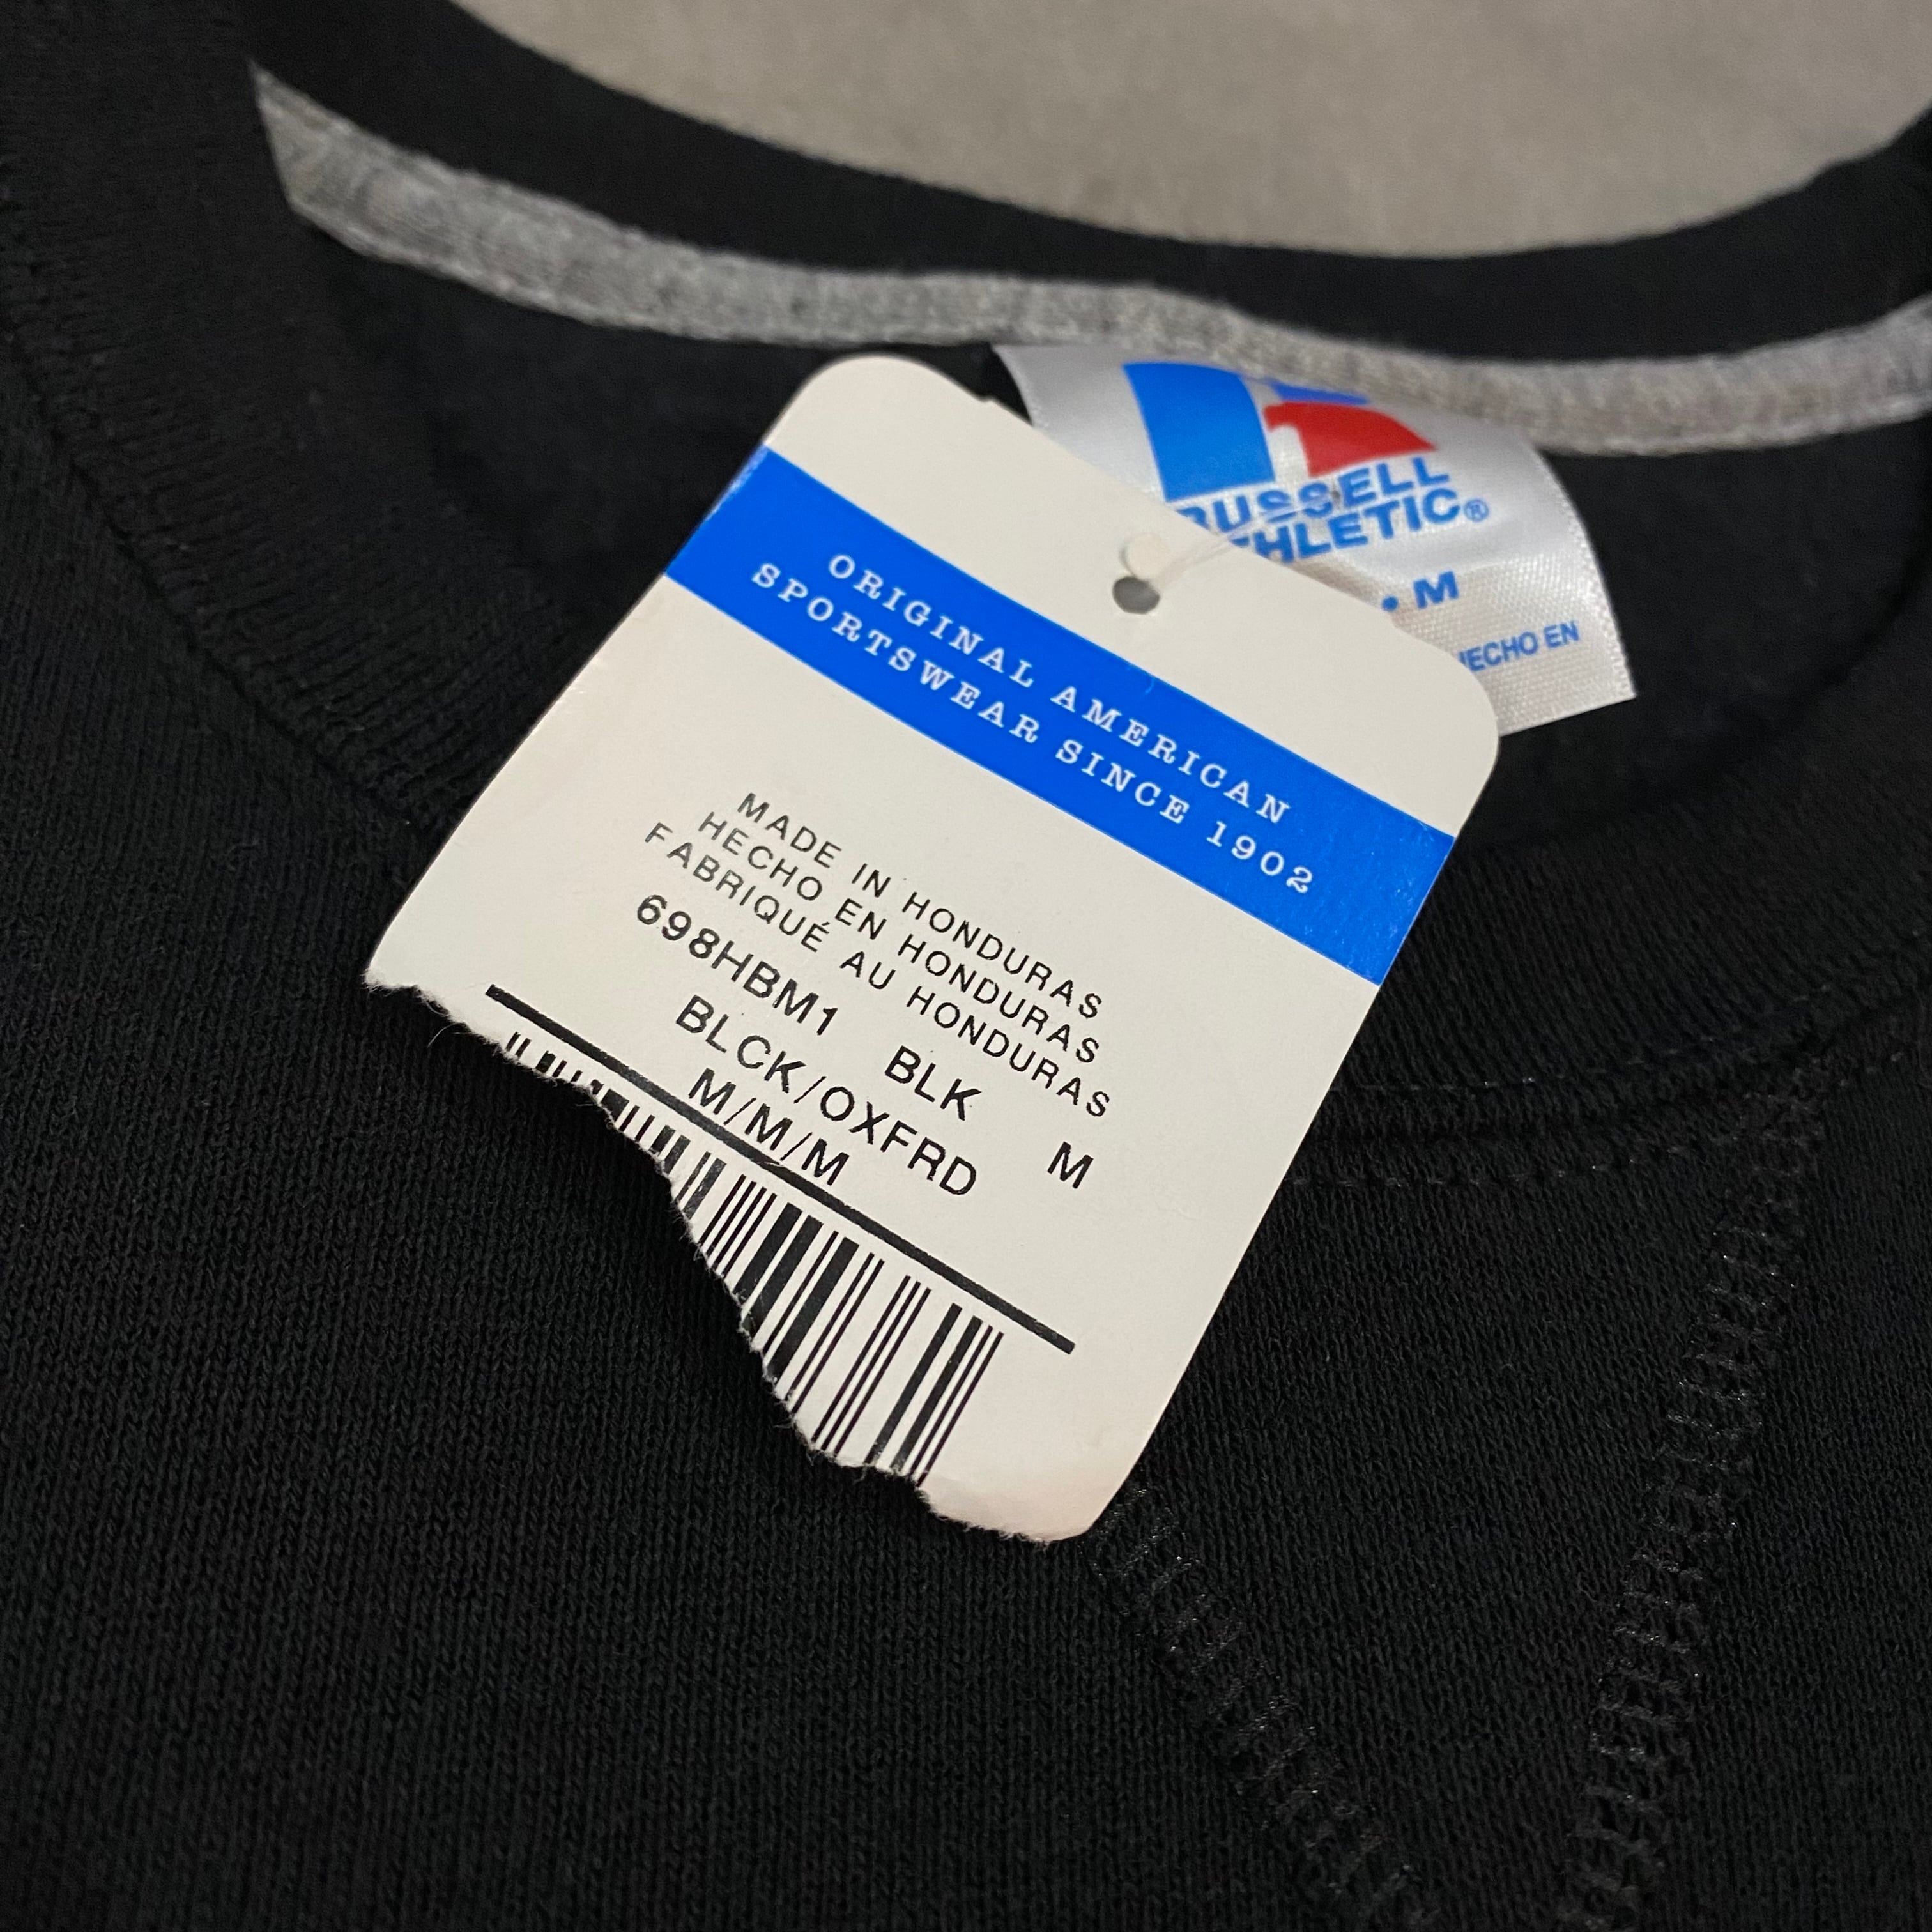 RUSSELL
ATHLETIC®
• M
HECHO EN
ORIGINAL AMERICAN
SPORTSWEAR SINCE 1902
MADE IN HONDURAS
HECHO EN HONDURAS
FABRIQUÉ AU HONDURAS
698HBM1 BLK M
BLCK/OXFRD
M/M/M